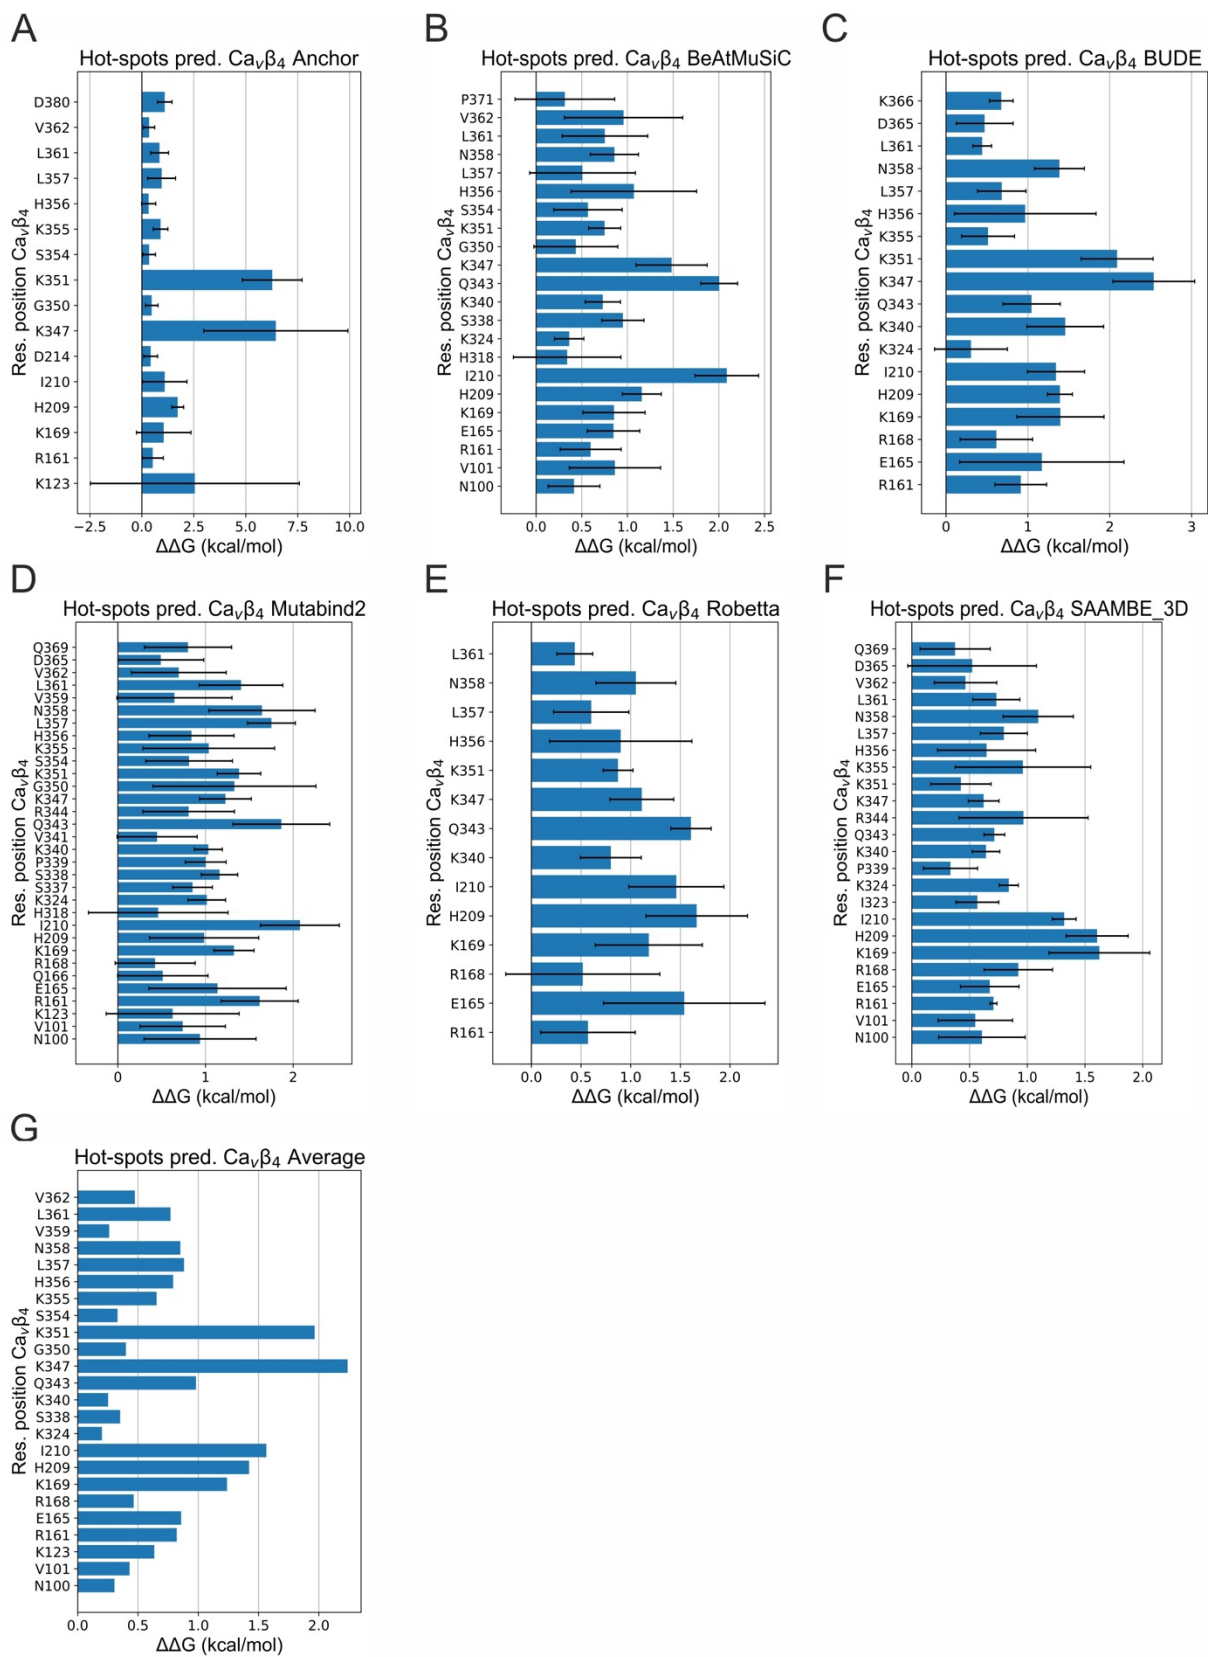 A
Hot-spots pred. Cavβ4 Anchor
Res. position Cavβ4
D380
V362
L361
L357
H356
K355
S354
K351
G350
K347
D214
I210
H209
K169
R161
K123
−2.5 0.0 2.5 5.0 7.5 10.0
ΔΔG (kcal/mol)
B
Hot-spots pred. Cavβ4 BeAtMuSiC
Res. position Cavβ4
P371
V362
L361
N358
L357
H356
S354
K351
G350
K347
Q343
K340
S338
K324
H318
I210
H209
K169
E165
R161
V101
N100
0.0 0.5 1.0 1.5 2.0 2.5
ΔΔG (kcal/mol)
C
Hot-spots pred. Cavβ4 BUDE
Res. position Cavβ4
K366
D365
L361
N358
L357
H356
K355
K351
K347
Q343
K340
K324
I210
H209
K169
R168
E165
R161
0 1 2 3
ΔΔG (kcal/mol)
D
Hot-spots pred. Cavβ4 Mutabind2
Res. position Cavβ4
Q369
D365
V362
L361
V359
N358
L357
H356
K355
S354
K351
G350
K347
R344
Q343
V341
K340
P339
S338
S337
K324
H318
I210
H209
K169
R168
Q166
E165
R161
K123
V101
N100
0 1 2
ΔΔG (kcal/mol)
E
Hot-spots pred. Cavβ4 Robetta
Res. position Cavβ4
L361
N358
L357
H356
K351
K347
Q343
K340
I210
H209
K169
R168
E165
R161
0.0 0.5 1.0 1.5 2.0
ΔΔG (kcal/mol)
F
Hot-spots pred. Cavβ4 SAAMBE_3D
Res. position Cavβ4
Q369
D365
V362
L361
N358
L357
H356
K355
K351
K347
R344
Q343
K340
P339
K324
I323
I210
H209
K169
R168
E165
R161
V101
N100
0.0 0.5 1.0 1.5 2.0
ΔΔG (kcal/mol)
G
Hot-spots pred. Cavβ4 Average
Res. position Cavβ4
V362
L361
V359
N358
L357
H356
K355
S354
K351
G350
K347
Q343
K340
S338
K324
I210
H209
K169
R168
E165
R161
K123
V101
N100
0.0 0.5 1.0 1.5 2.0
ΔΔG (kcal/mol)